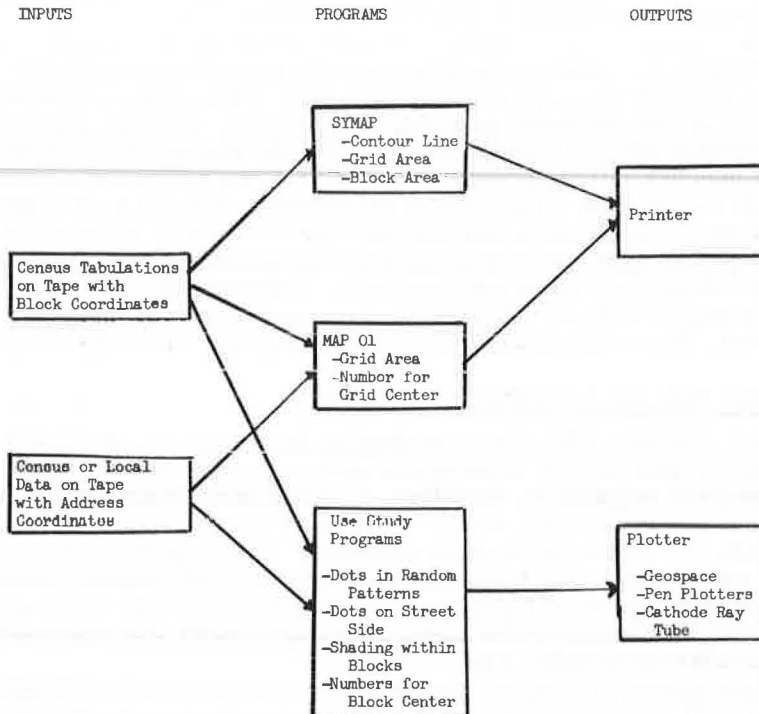 INPUTS PROGRAMS OUTPUTS
SYMAP
-Contour Line
-Grid Area
-Block Area
Printer
Census Tabulations
on Tape with
Block Coordinates
MAP 01
-Grid Area
-Numbor for
Grid Center
Census or Local
Data on Tape
with Address
Coordinates
Use Study
Programs
-Dots in Random
Patterns
-Dots on Street
Side
-Shading within
Blocks
-Numbers for
Block Center
Plotter
-Geospace
-Pen Plotters
-Cathode Ray
Tube